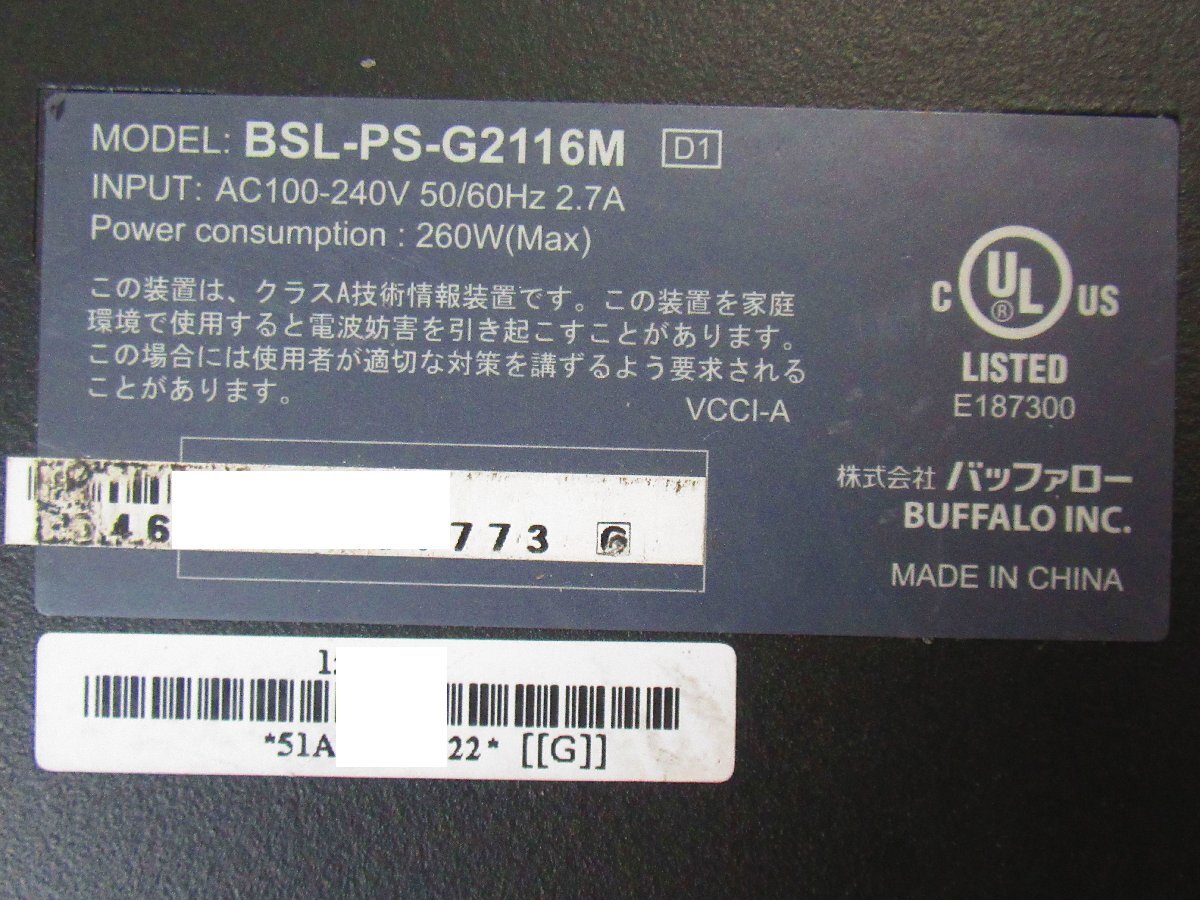 MODEL: BSL-PS-G2116M D1
INPUT: AC100-240V 50/60Hz 2.7A
Power consumption : 260W(Max)
この装置は、クラスA技術情報装置です。この装置を家庭
環境で使用すると電波妨害を引き起こすことがあります。
この場合には使用者が適切な対策を講ずるよう要求される
ことがあります。
VCCI-A
C UL ® US
LISTED
E187300
株式会社 バッファロー
BUFFALO INC.
MADE IN CHINA
46 773 6
*51A 22* [[G]]